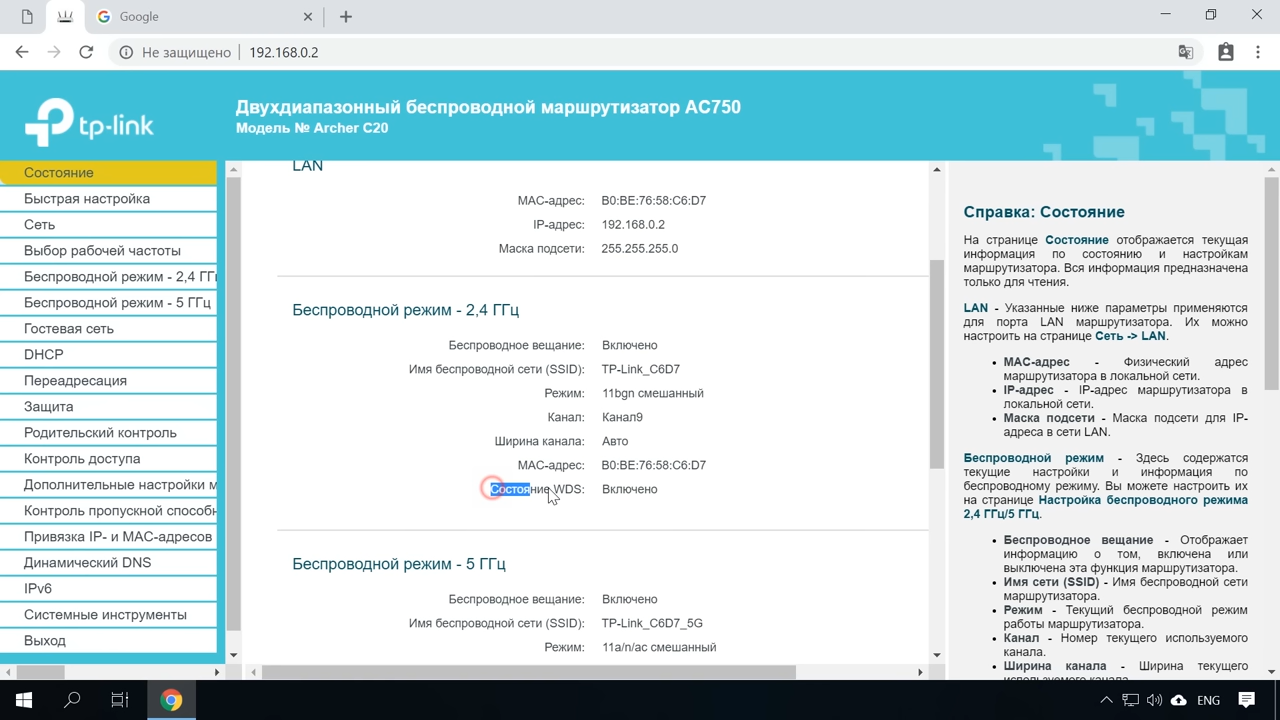 Google
Не защищено
192.168.0.2
tp-link
Двухдиапазонный беспроводной маршрутизатор AC750
Модель № Archer C20
Состояние
Быстрая настройка
Сеть
Выбор рабочей частоты
Беспроводной режим - 2,4 ГГ
Беспроводной режим - 5 ГГц
Гостевая сеть
DHCP
Переадресация
Защита
Родительский контроль
Контроль доступа
Дополнительные настройки м
Контроль пропускной способн
Привязка IP- и MAC-адресов
Динамический DNS
IPv6
Системные инструменты
Выход
LAN
MAC-адрес: B0:BE:76:58:C6:D7
IP-адрес: 192.168.0.2
Маска подсети: 255.255.255.0
Беспроводной режим - 2,4 ГГц
Беспроводное вещание: Включено
Имя беспроводной сети (SSID): TP-Link_C6D7
Режим: 11bgn смешанный
Канал: Канал9
Ширина канала: Авто
MAC-адрес: B0:BE:76:58:C6:D7
Состояние WDS: Включено
Беспроводной режим - 5 ГГц
Беспроводное вещание: Включено
Имя беспроводной сети (SSID): TP-Link_C6D7_5G
Режим: 11a/n/ac смешанный
Справка: Состояние
На странице Состояние отображается текущая
информация по состоянию и настройкам
маршрутизатора. Вся информация предназначена
только для чтения.
LAN - Указанные ниже параметры применяются
для порта LAN маршрутизатора. Их можно
настроить на странице Сеть -> LAN.
• MAC-адрес - Физический адрес
маршрутизатора в локальной сети.
• IP-адрес - IP-адрес маршрутизатора в
локальной сети.
• Маска подсети - Маска подсети для IP-
адреса в сети LAN.
Беспроводной режим - Здесь содержатся
текущие настройки и информация по
беспроводному режиму. Вы можете настроить их
на странице Настройка беспроводного режима
2,4 ГГц/5 ГГц.
• Беспроводное вещание - Отображает
информацию о том, включена или
выключена эта функция маршрутизатора.
• Имя сети (SSID) - Имя беспроводной сети
маршрутизатора.
• Режим - Текущий беспроводной режим
работы маршрутизатора.
• Канал - Номер текущего используемого
канала.
• Ширина канала - Ширина текущего
используемого канала.
ENG